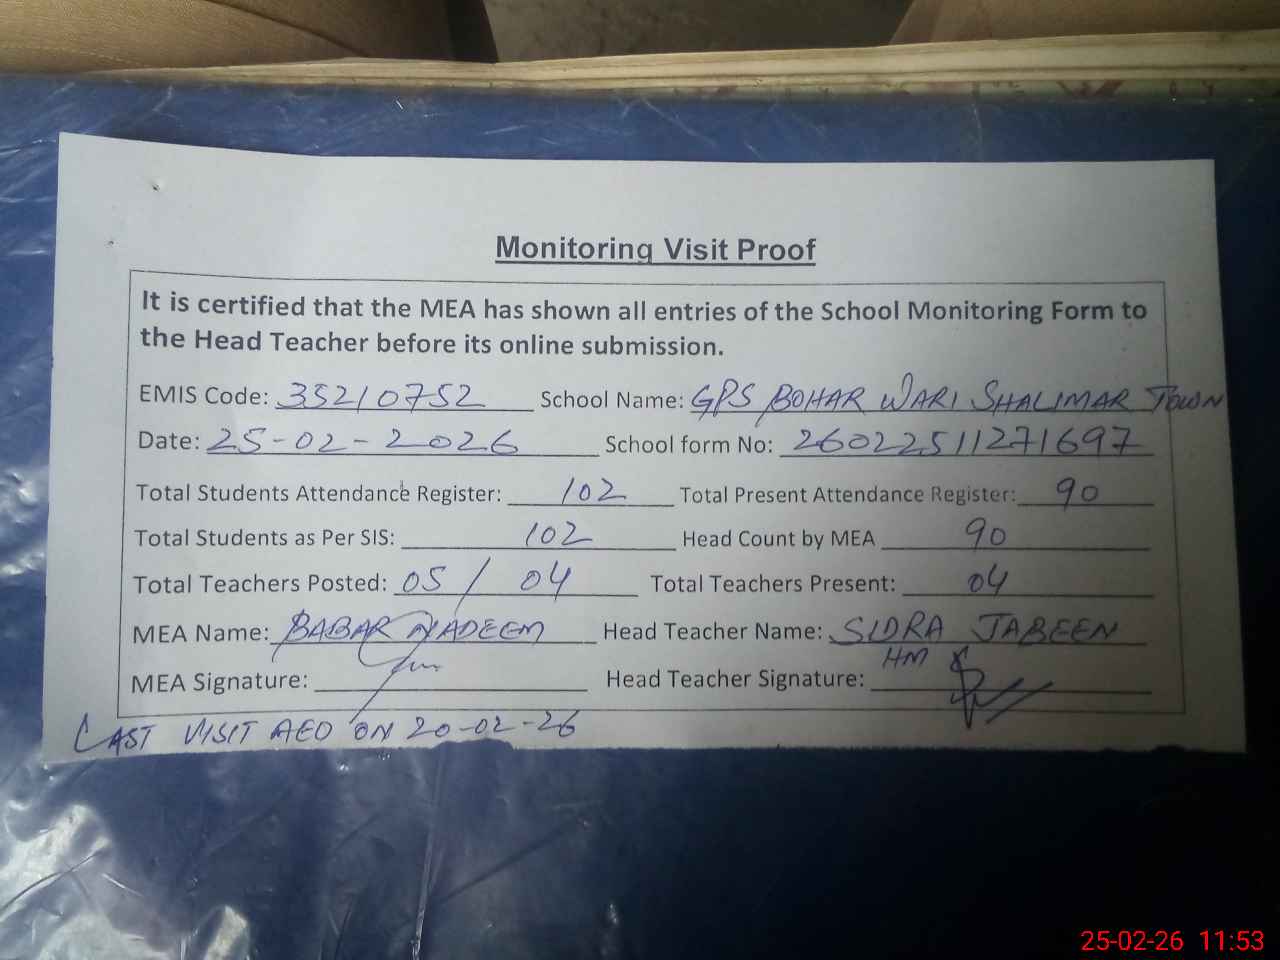 Monitoring Visit Proof
It is certified that the MEA has shown all entries of the School Monitoring Form to
the Head Teacher before its online submission.
EMIS Code: 35210752 School Name: GPS BOHAR WARI SHALIMAR TOWN
Date: 25-02-2026 School form No: 26022511271697
Total Students Attendance Register: 102 Total Present Attendance Register: 90
Total Students as Per SIS: 102 Head Count by MEA 90
Total Teachers Posted: 05 / 04 Total Teachers Present: 04
MEA Name: BABAR NADEEM Head Teacher Name: SIDRA JABEEN
HM
MEA Signature: Head Teacher Signature:
LAST VISIT AEO ON 20-02-26
25-02-26 11:53